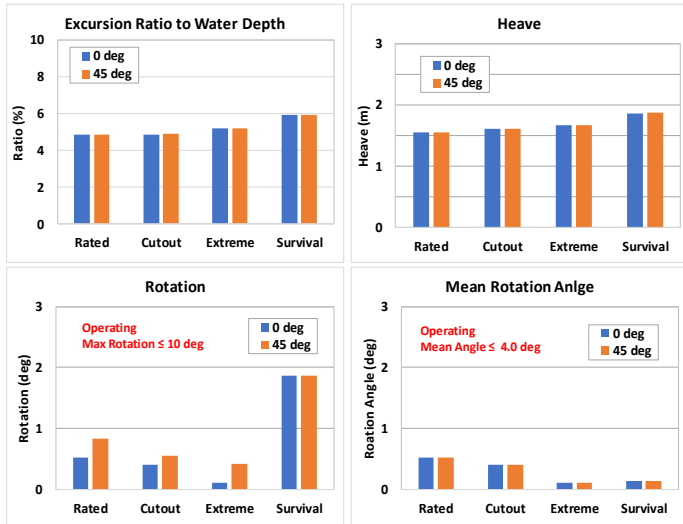 Excursion Ratio to Water Depth
10
8
6
4
2
0
Ratio (%)
0 deg
45 deg
Rated Cutout Extreme Survival
Heave
3
2
1
0
Heave (m)
0 deg
45 deg
Rated Cutout Extreme Survival
Rotation
3
2
1
0
Rotation (deg)
Operating
Max Rotation ≤ 10 deg
0 deg
45 deg
Rated Cutout Extreme Survival
Mean Rotation Anlge
3
2
1
0
Roation Angle (deg)
Operating
Mean Angle ≤ 4.0 deg
0 deg
45 deg
Rated Cutout Extreme Survival